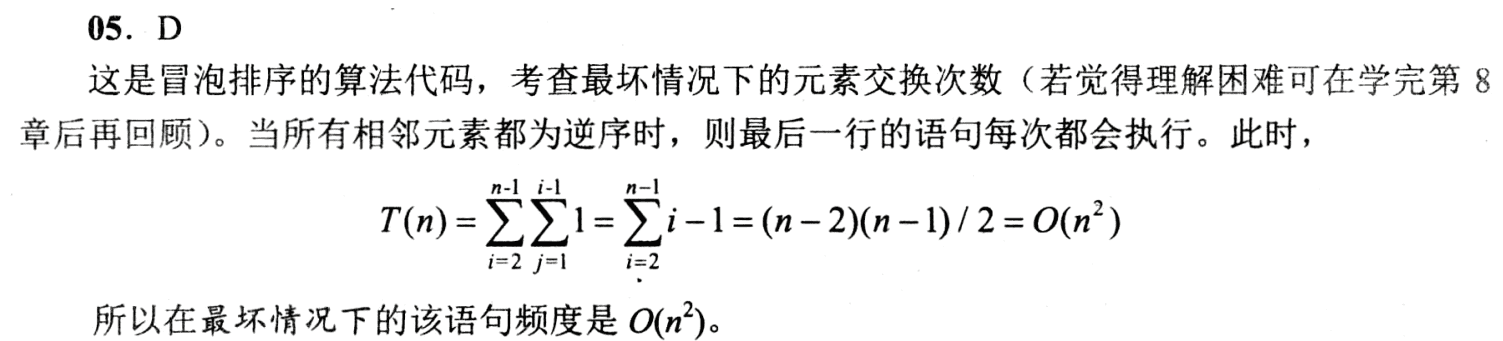 05. D
这是冒泡排序的算法代码，考查最坏情况下的元素交换次数（若觉得理解困难可在学完第 8
章后再回顾）。当所有相邻元素都为逆序时，则最后一行的语句每次都会执行。此时，
T(n) = \sum_{i=2}^{n-1} \sum_{j=1}^{i-1} 1 = \sum_{i=2}^{n-1} i - 1 = (n - 2)(n - 1) / 2 = O(n^2)
所以在最坏情况下的该语句频度是 O(n²)。